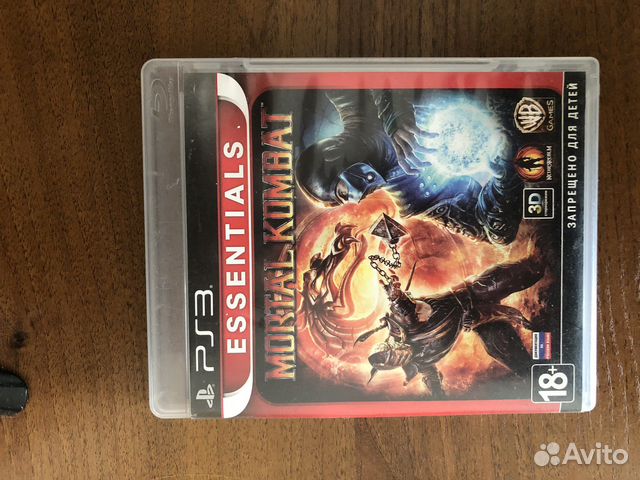 PS3
ESSENTIALS
MORTAL KOMBAT
WB
GAMES
3D
18+
ЗАПРЕЩЕНО ДЛЯ ДЕТЕЙ
Avito